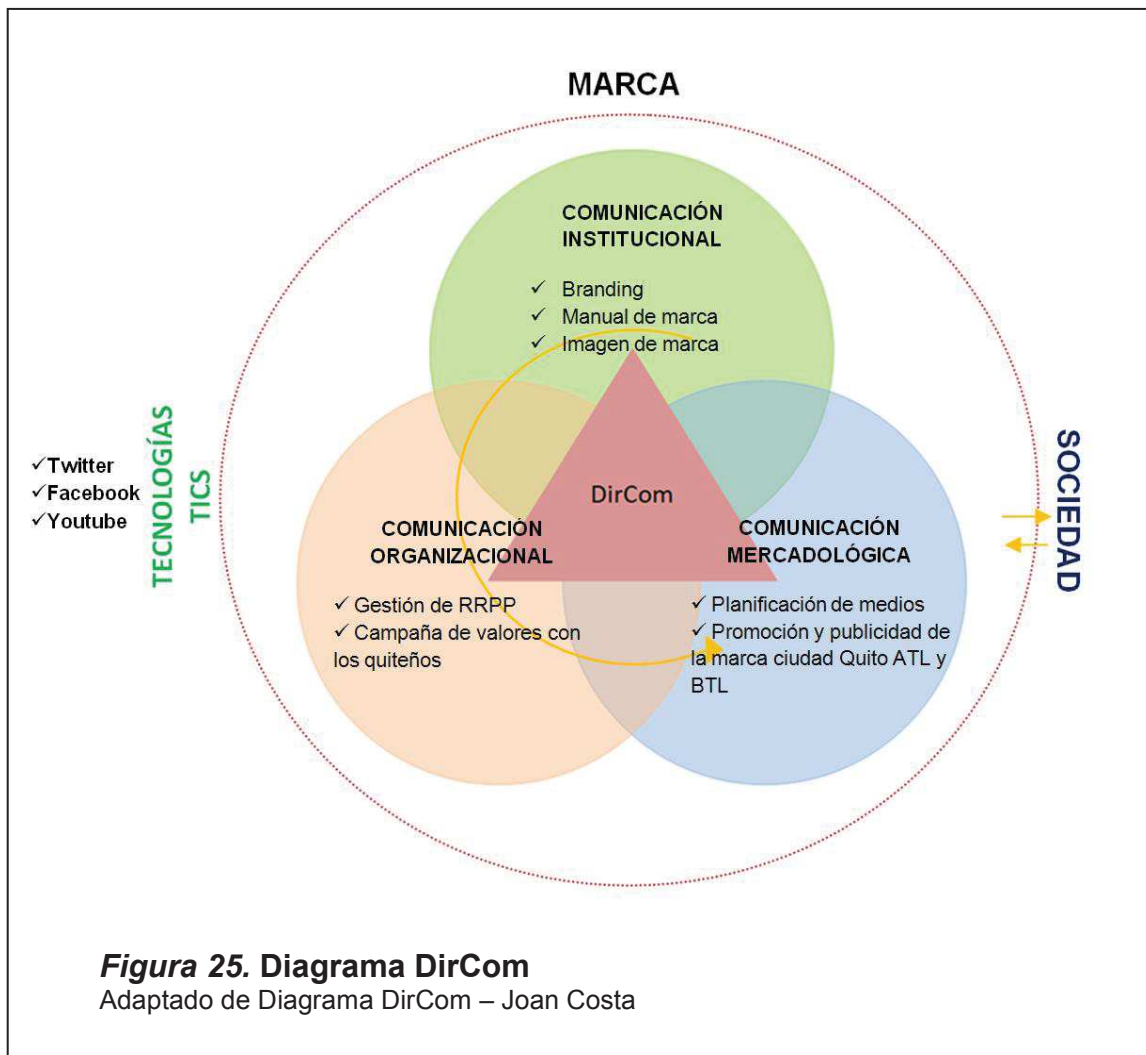 MARCA
COMUNICACIÓN
INSTITUCIONAL
✓ Branding
✓ Manual de marca
✓ Imagen de marca
✓Twitter
✓Facebook
✓Youtube
TECNOLOGÍAS
TICS
DirCom
COMUNICACIÓN
ORGANIZACIONAL
✓ Gestión de RRPP
✓ Campaña de valores con
los quiteños
COMUNICACIÓN
MERCADOLÓGICA
✓ Planificación de medios
✓ Promoción y publicidad de
la marca ciudad Quito ATL y
BTL
SOCIEDAD
Figura 25. Diagrama DirCom
Adaptado de Diagrama DirCom – Joan Costa